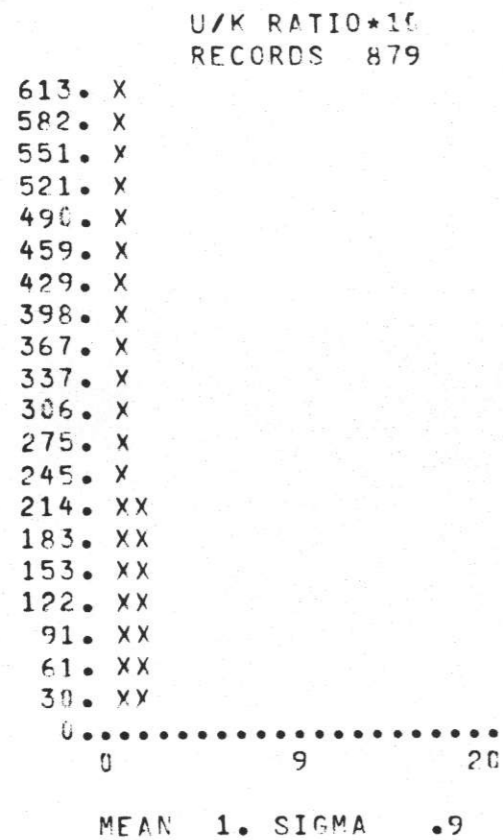 U/K RATIO*10
RECORDS 879
613. X
582. X
551. X
521. X
490. X
459. X
429. X
398. X
367. X
337. X
306. X
275. X
245. X
214. XX
183. XX
153. XX
122. XX
91. XX
61. XX
30. XX
0......................
0 9 20
MEAN 1. SIGMA .9